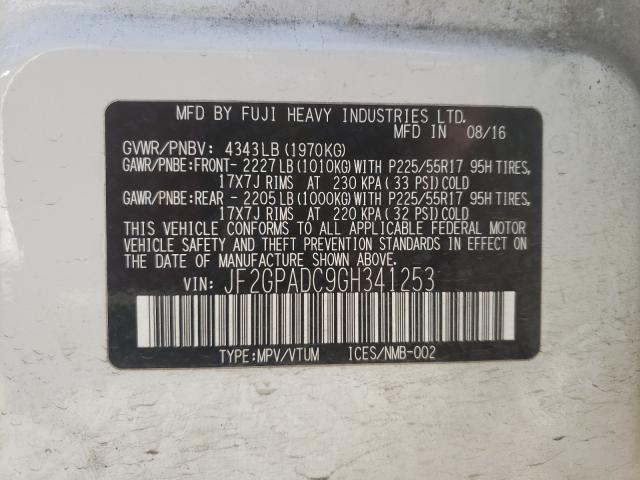 MFD BY FUJI HEAVY INDUSTRIES LTD.
MFD IN 08/16
GVWR/PNBV: 4343LB (1970KG)
GAWR/PNBE:FRONT- 2227LB (1010KG) WITH P225/55R17 95H TIRES,
17X7J RIMS AT 230 KPA (33 PSI) COLD
GAWR/PNBE:REAR - 2205LB (1000KG) WITH P225/55R17 95H TIRES,
17X7J RIMS AT 220 KPA (32 PSI) COLD
THIS VEHICLE CONFORMS TO ALL APPLICABLE FEDERAL MOTOR
VEHICLE SAFETY AND THEFT PREVENTION STANDARDS IN EFFECT ON
THE DATE OF MANUFACTURE SHOWN ABOVE.
VIN: JF2GPADC9GH341253
TYPE:MPV/VTUM ICES/NMB-002